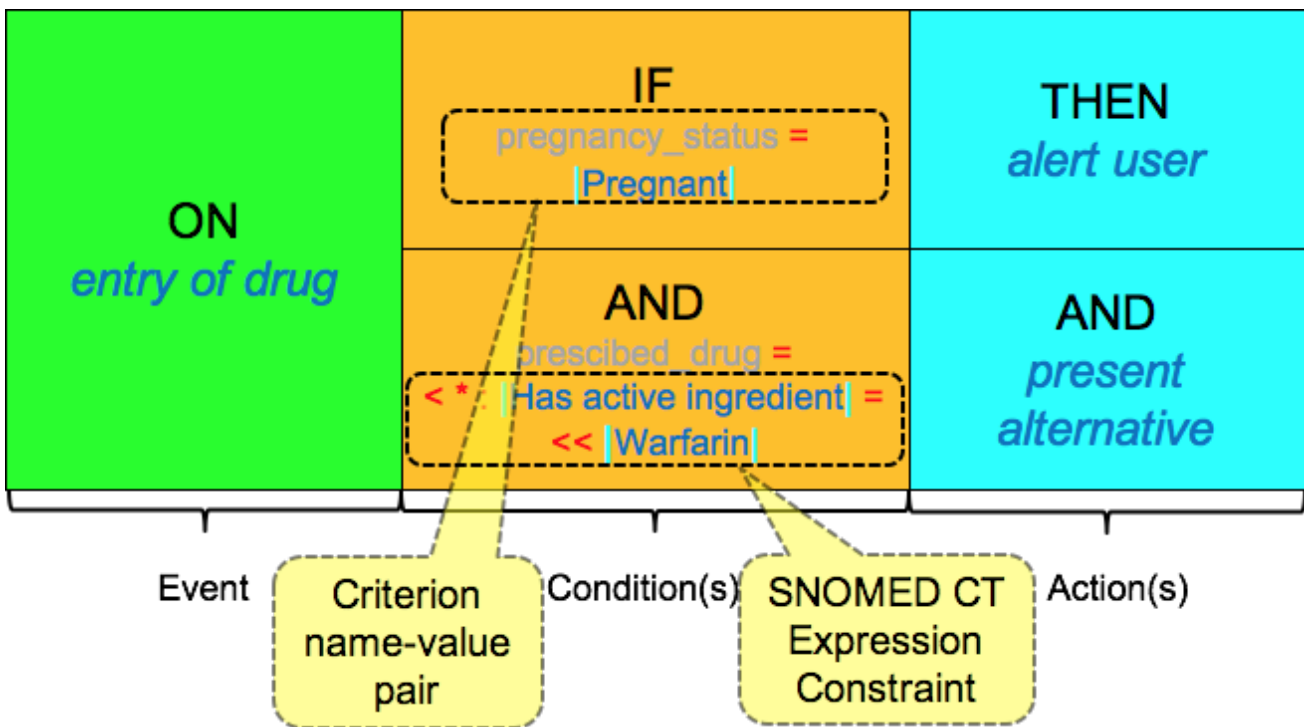 ON
entry of drug
IF
pregnancy_status =
|Pregnant|
AND
prescibed_drug =
< * : |Has active ingredient| =
<< |Warfarin|
THEN
alert user
AND
present
alternative
Event
Condition(s)
Action(s)
Criterion
name-value
pair
SNOMED CT
Expression
Constraint